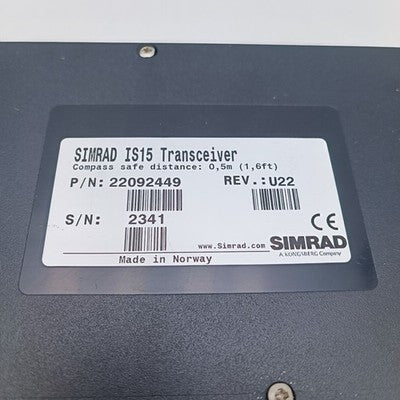 SIMRAD IS15 Transceiver
Compass safe distance: 0,5m (1,6ft)
P/N: 22092449 REV.:U22
S/N: 2341
CE
www.Simrad.com SIMRAD
A KONGSBERG Company
Made in Norway